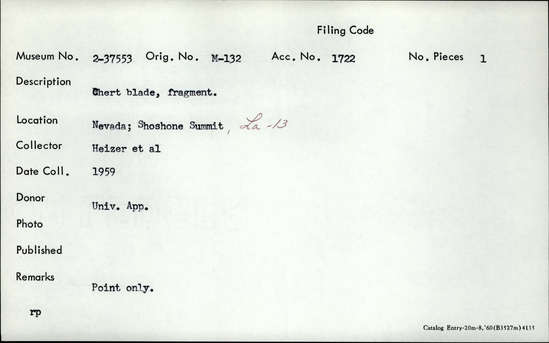 Filing Code
Museum No. 2-37553 Orig. No. M-132 Acc. No. 1722 No. Pieces 1
Description
Chert blade, fragment.
Location Nevada; Shoshone Summit, La-13
Collector Heizer et al
Date Coll. 1959
Donor
Univ. App.
Photo
Published
Remarks
Point only.
rp
Catalog Entry-20m-8,'60(B3527m)4135